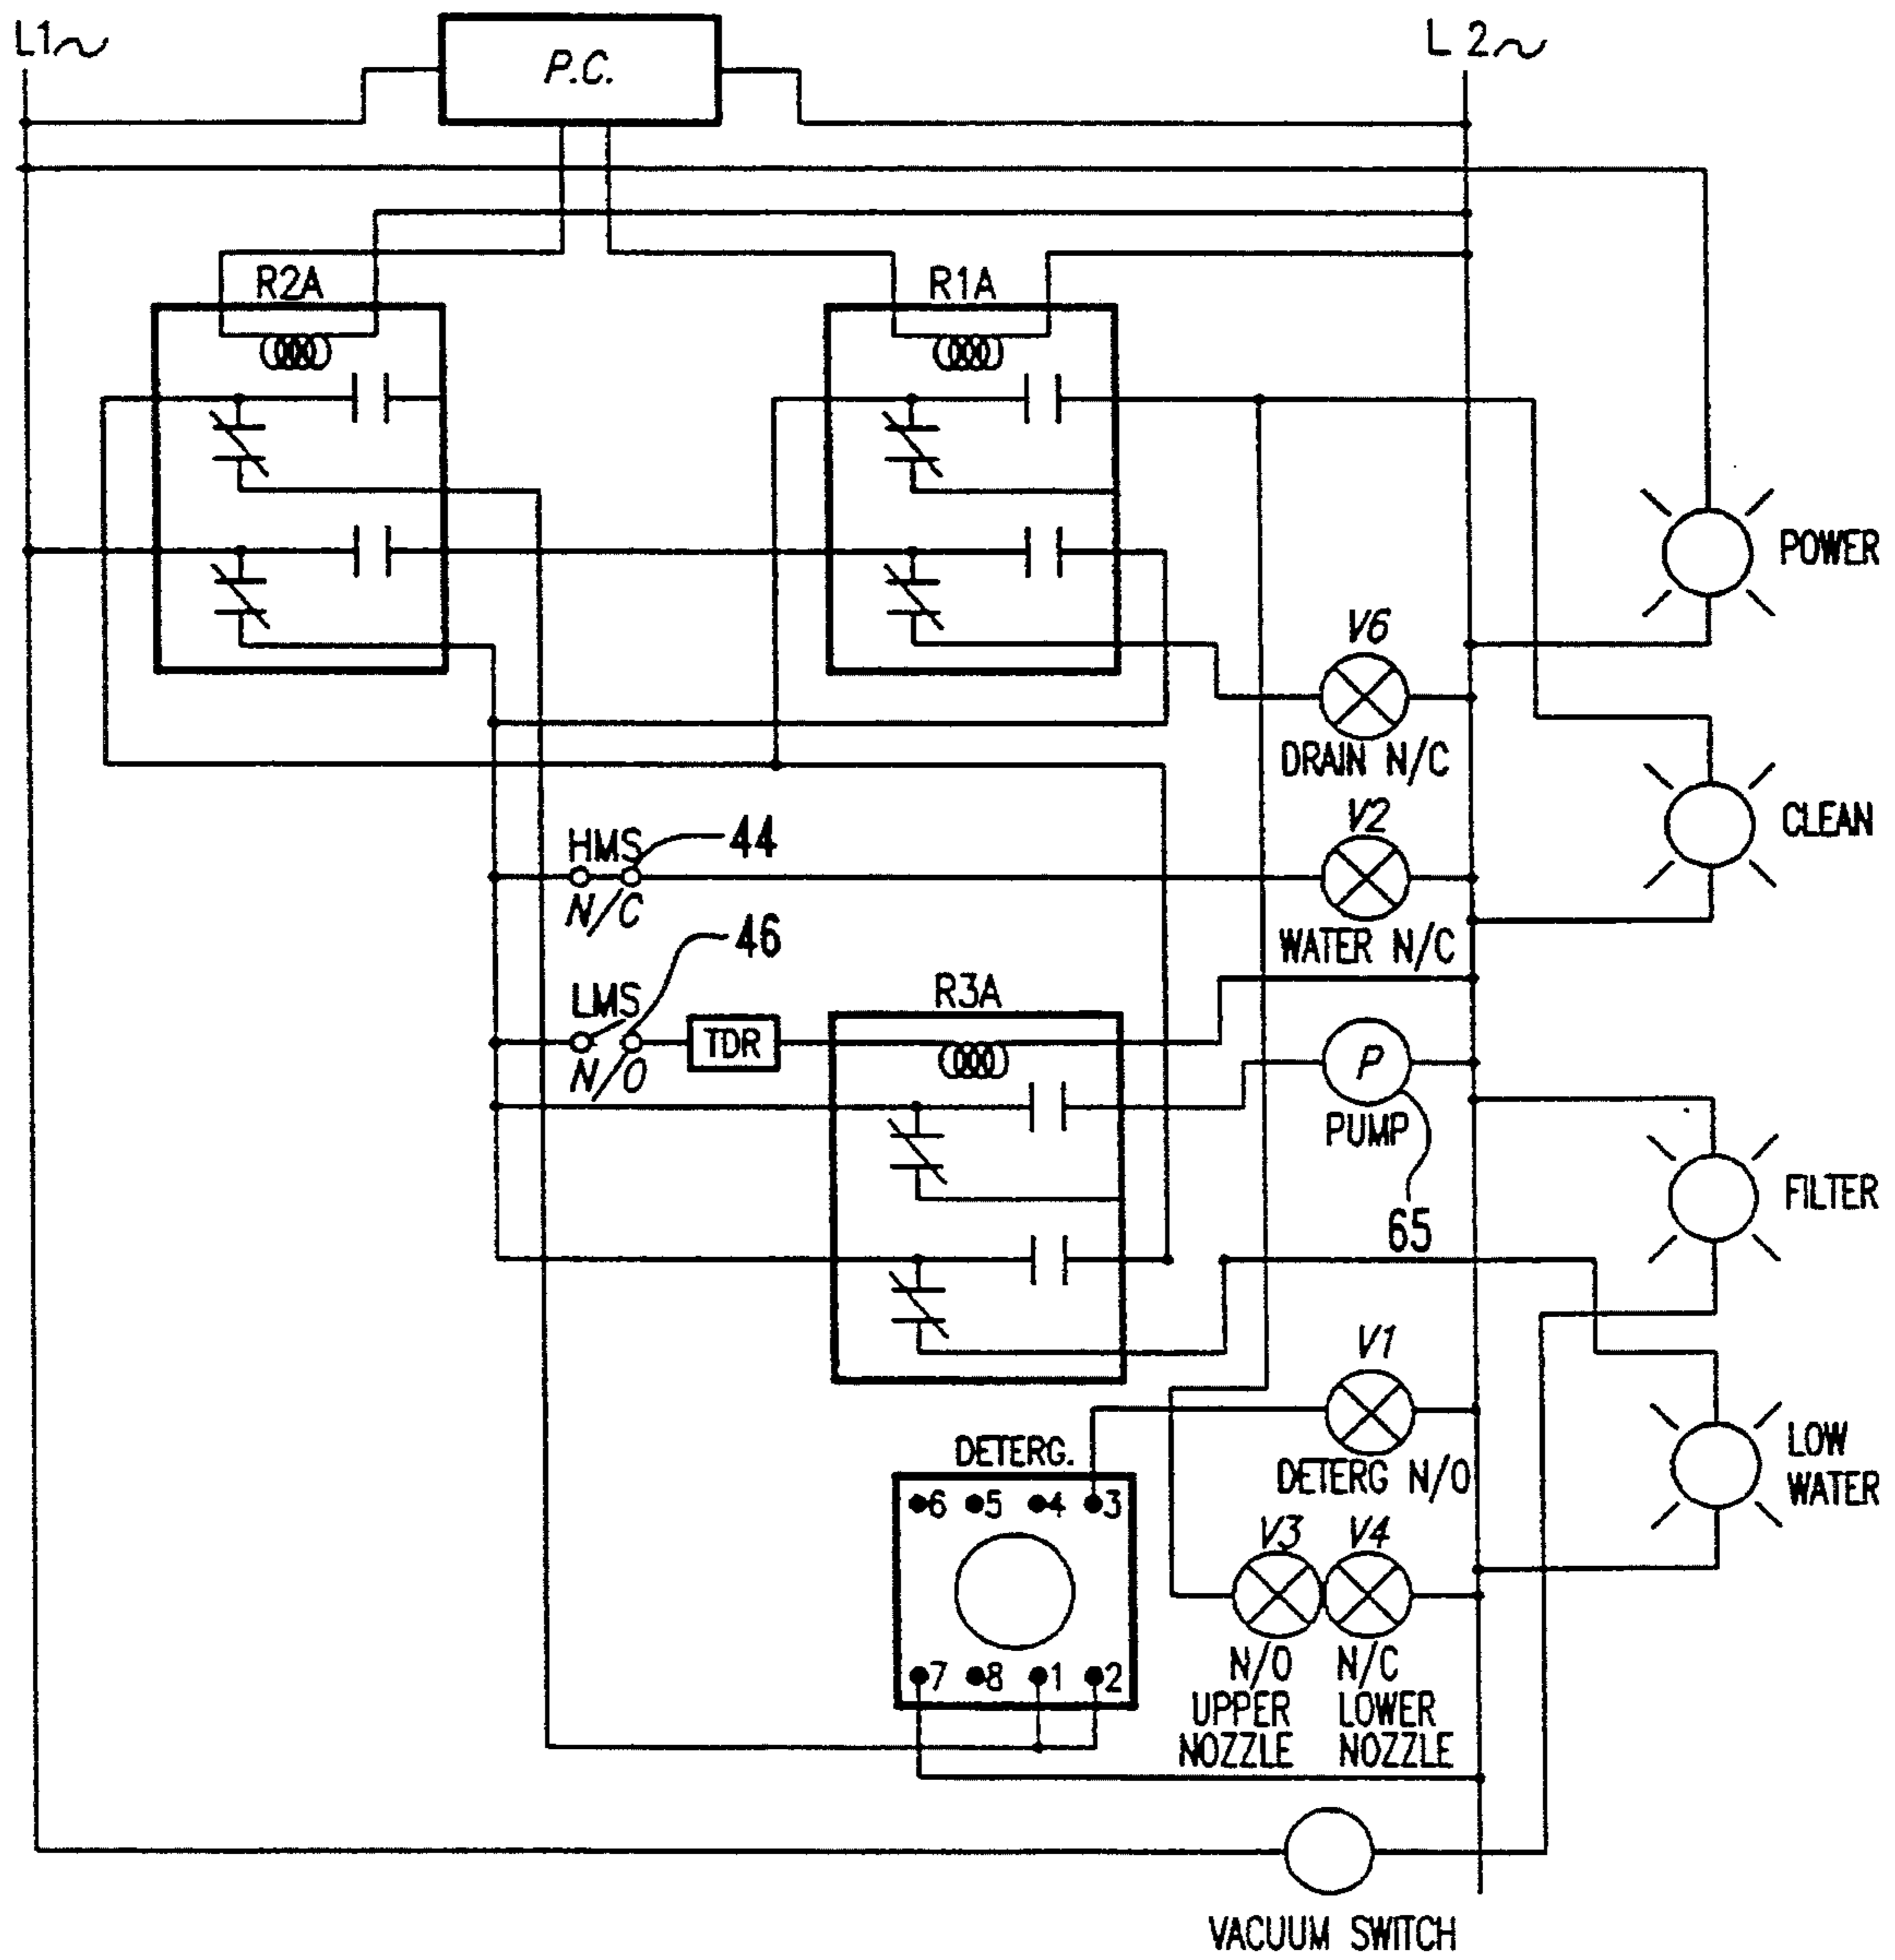 L1~
P.C.
L 2~
R2A
R1A
POWER
V6
DRAIN N/C
CLEAN
V2
HMS
44
N/C
WATER N/C
46
LMS
R3A
TDR
N/O
P
PUMP
FILTER
65
V1
DETERG.
DETERG N/O
LOW
WATER
6 5 4 3
V3 V4
7 8 1 2
N/O N/C
UPPER LOWER
NOZZLE NOZZLE
VACUUM SWITCH